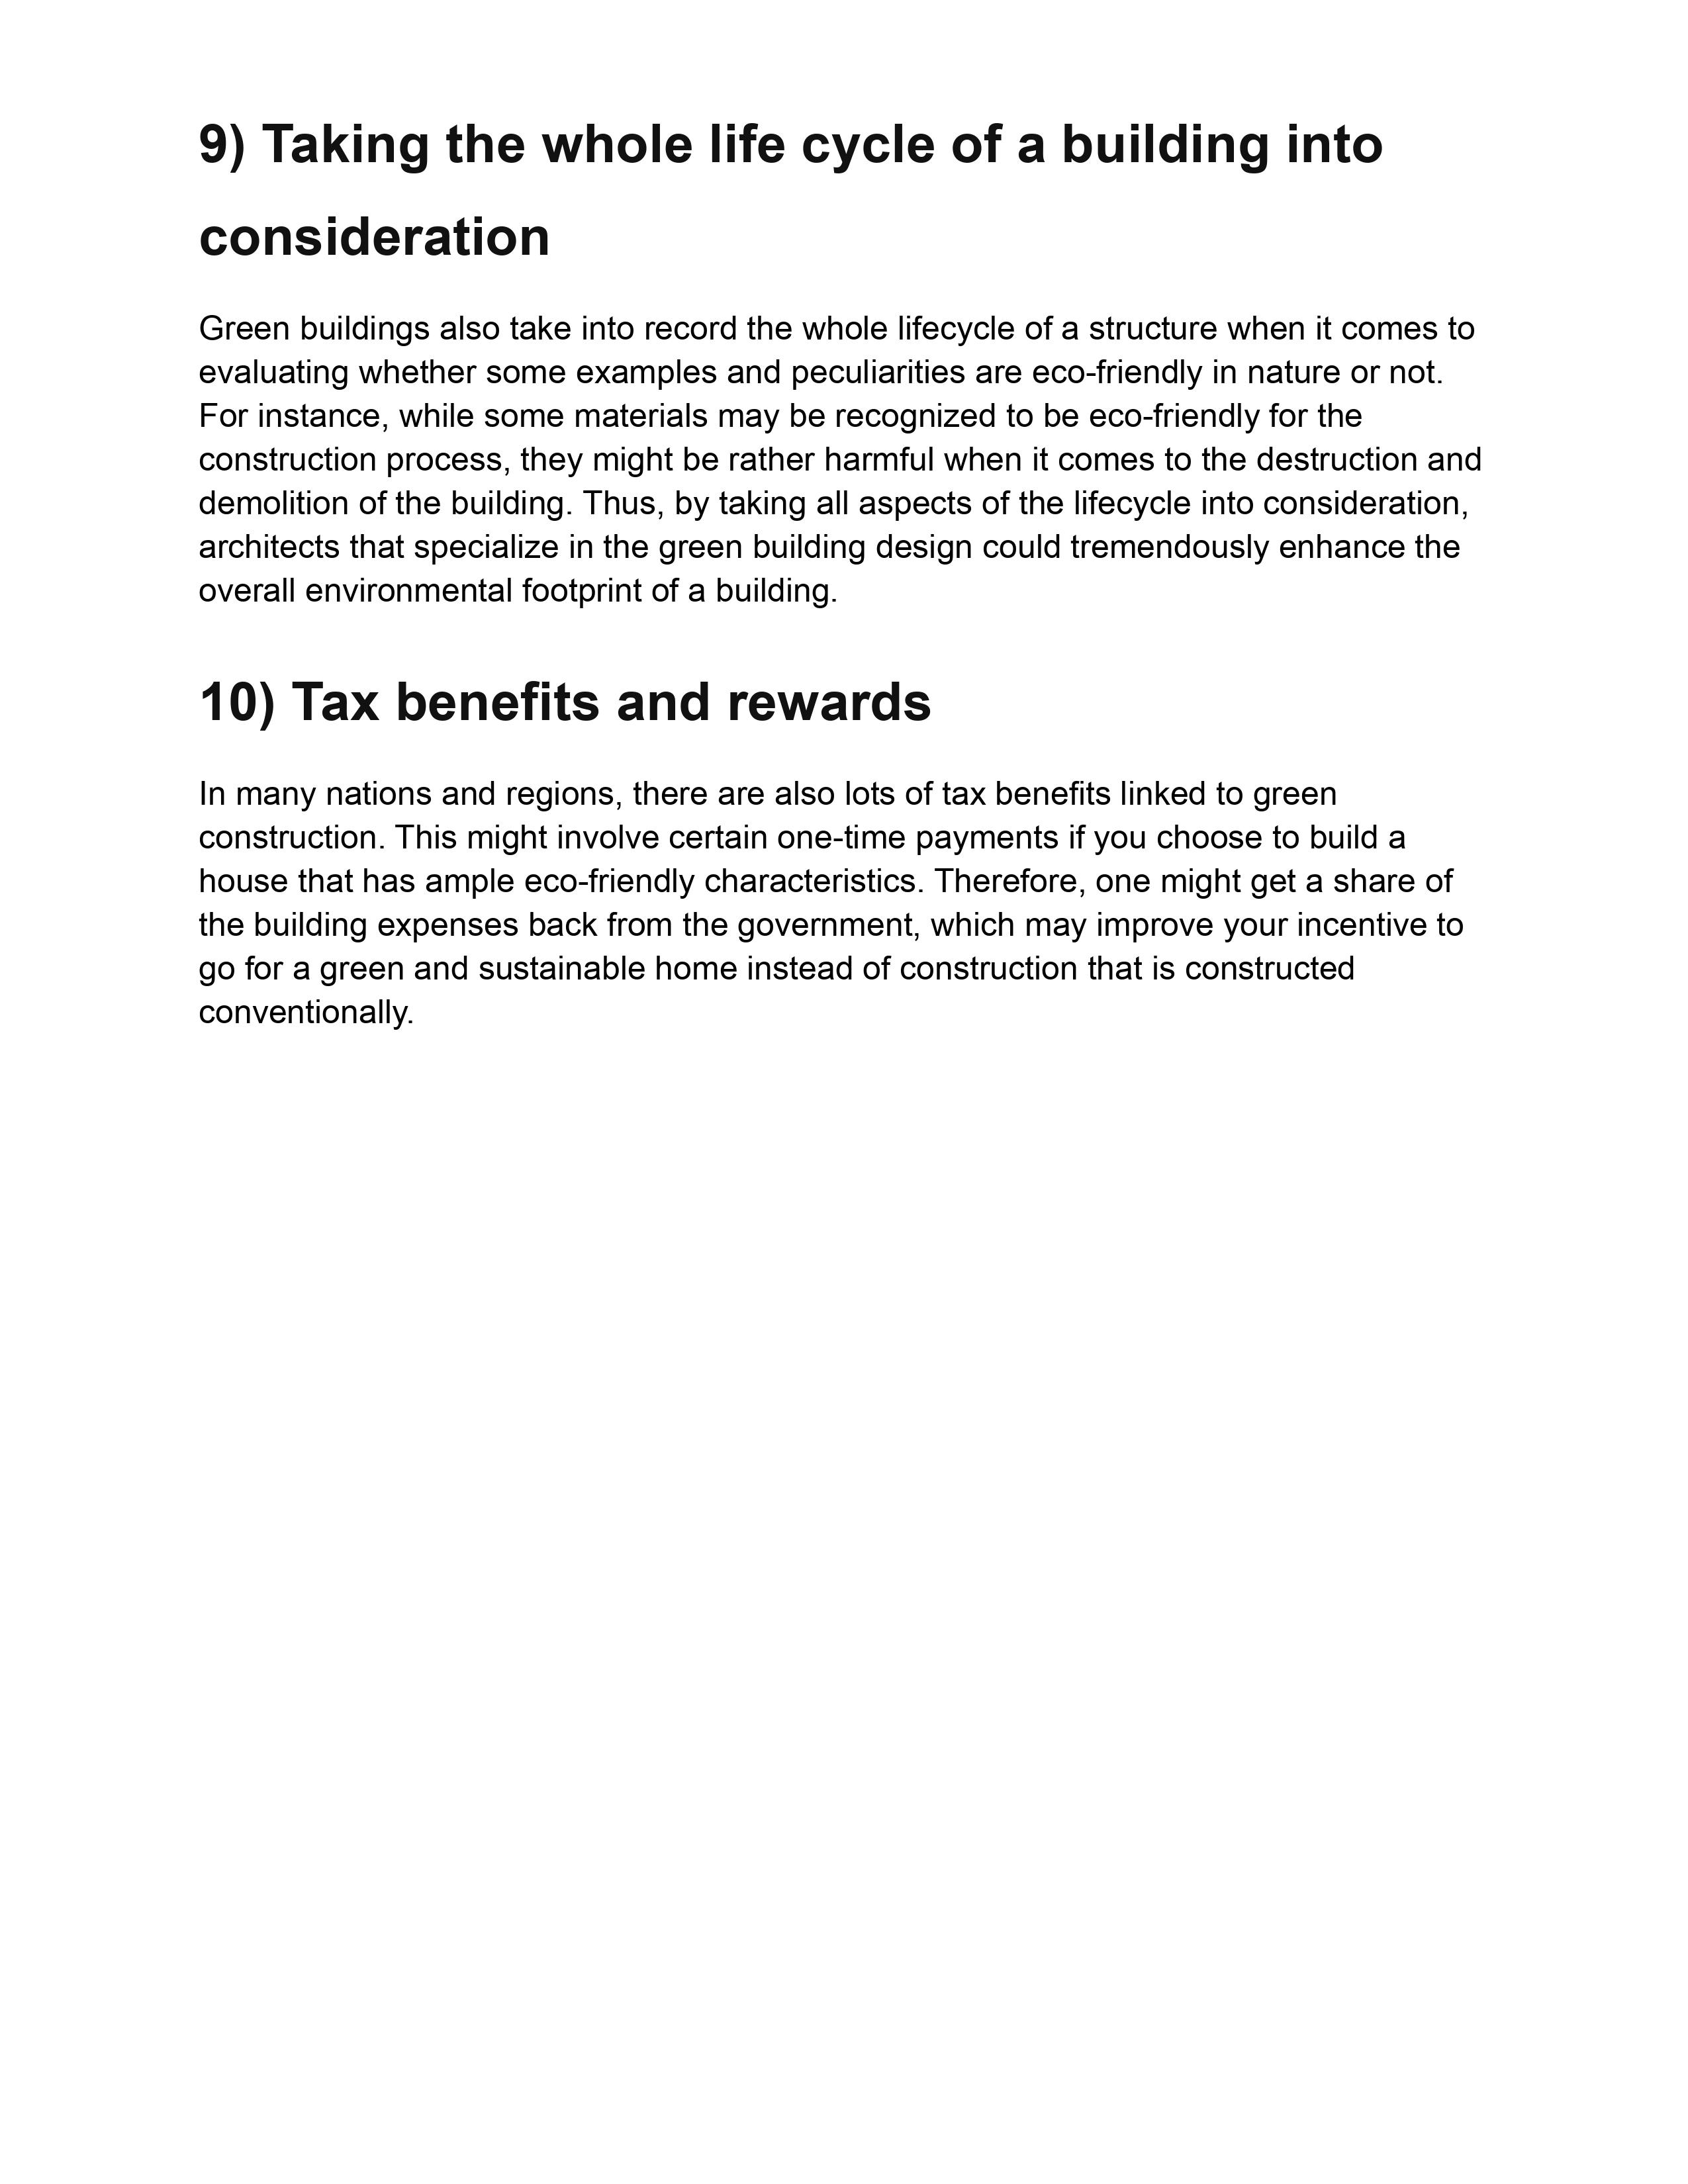 9) Taking the whole life cycle of a building into
consideration
Green buildings also take into record the whole lifecycle of a structure when it comes to
evaluating whether some examples and peculiarities are eco-friendly in nature or not.
For instance, while some materials may be recognized to be eco-friendly for the
construction process, they might be rather harmful when it comes to the destruction and
demolition of the building. Thus, by taking all aspects of the lifecycle into consideration,
architects that specialize in the green building design could tremendously enhance the
overall environmental footprint of a building.
10) Tax benefits and rewards
In many nations and regions, there are also lots of tax benefits linked to green
construction. This might involve certain one-time payments if you choose to build a
house that has ample eco-friendly characteristics. Therefore, one might get a share of
the building expenses back from the government, which may improve your incentive to
go for a green and sustainable home instead of construction that is constructed
conventionally.